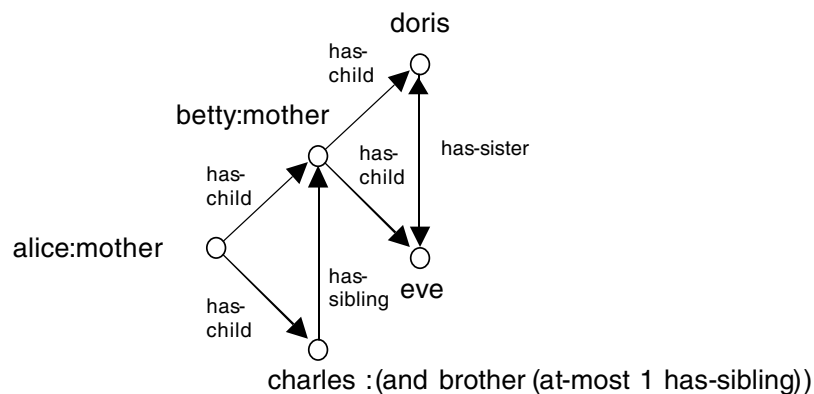 doris
has-
child
betty:mother
has-
child
has-sister
has-
child
alice:mother
has-
sibling
eve
has-
child
charles : (and brother (at-most 1 has-sibling))